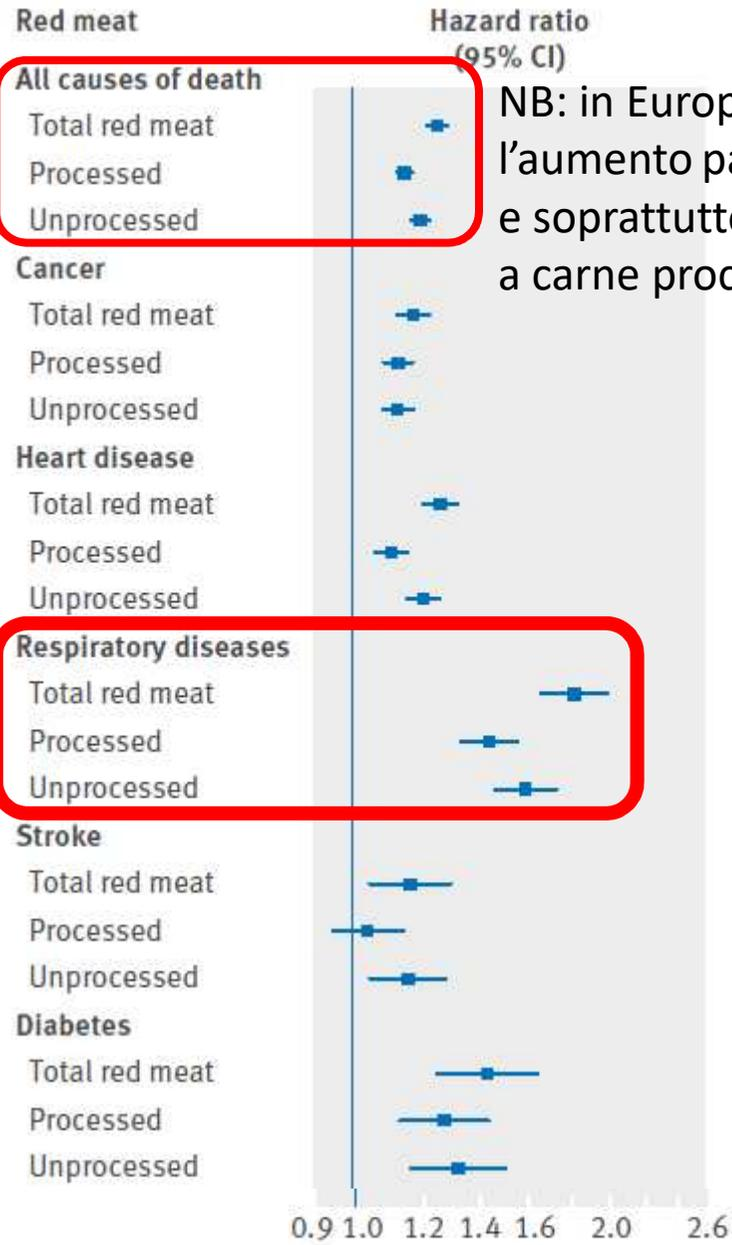 Red meat
Hazard ratio
(95% CI)
All causes of death
Total red meat
Processed
Unprocessed
NB: in Europ
l’aumento pa
e soprattutto
a carne proc
Cancer
Total red meat
Processed
Unprocessed
Heart disease
Total red meat
Processed
Unprocessed
Respiratory diseases
Total red meat
Processed
Unprocessed
Stroke
Total red meat
Processed
Unprocessed
Diabetes
Total red meat
Processed
Unprocessed
0.9 1.0 1.2 1.4 1.6 2.0 2.6